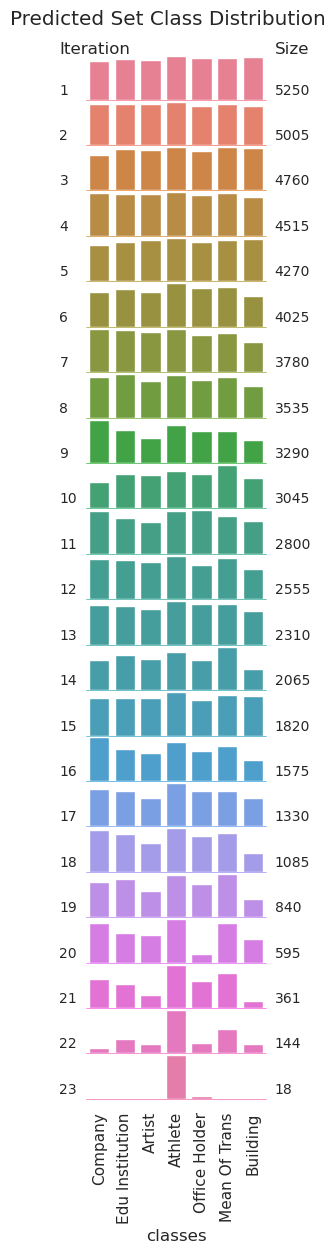 Predicted Set Class Distribution
Iteration Size
1 5250
2 5005
3 4760
4 4515
5 4270
6 4025
7 3780
8 3535
9 3290
10 3045
11 2800
12 2555
13 2310
14 2065
15 1820
16 1575
17 1330
18 1085
19 840
20 595
21 361
22 144
23 18
Company
Edu Institution
Artist
Athlete
Office Holder
Mean Of Trans
Building
classes